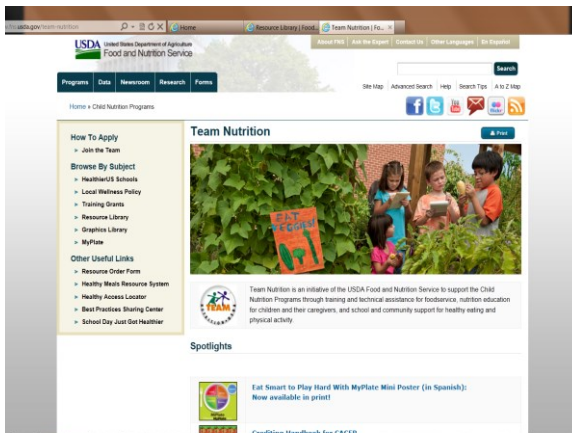 usda.gov/team-nutrition
Home
Resource Library | Food...
Team Nutrition | Fo...
USDA United States Department of Agriculture
Food and Nutrition Service
About FNS Ask the Expert Contact Us Other Languages En Español
Search
Programs Data Newsroom Research Forms
Site Map Advanced Search Help Search Tips A to Z Map
Home » Child Nutrition Programs
How To Apply
Join the Team
Browse By Subject
HealthierUS Schools
Local Wellness Policy
Training Grants
Resource Library
Graphics Library
MyPlate
Other Useful Links
Resource Order Form
Healthy Meals Resource System
Healthy Access Locator
Best Practices Sharing Center
School Day Just Got Healthier
Team Nutrition
Print
EAT
VEGGIES!
TEAM
Team Nutrition is an initiative of the USDA Food and Nutrition Service to support the Child
Nutrition Programs through training and technical assistance for foodservice, nutrition education
for children and their caregivers, and school and community support for healthy eating and
physical activity.
Spotlights
Eat Smart to Play Hard With MyPlate Mini Poster (in Spanish):
Now available in print!
Crediting Handbook for CACFP